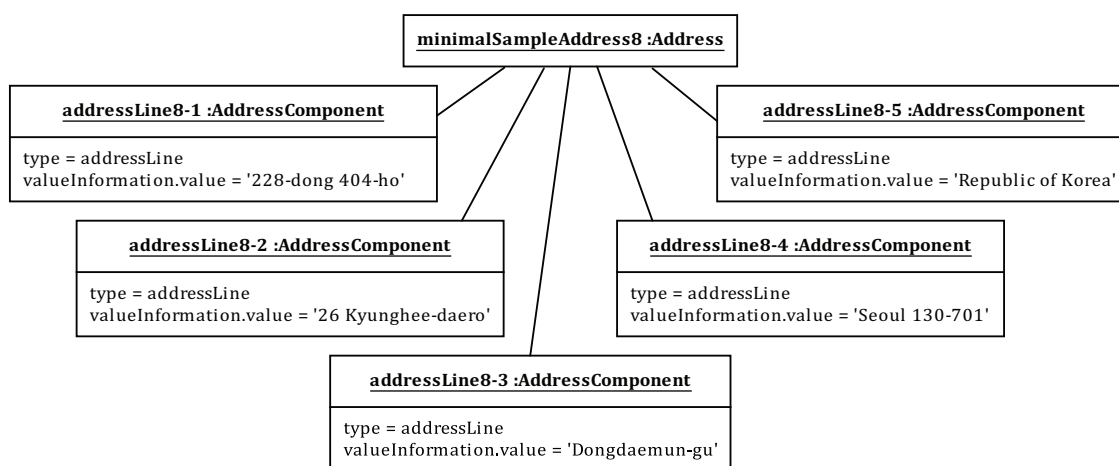 minimalSampleAddress8 :Address
addressLine8-1 :AddressComponent
type = addressLine
valueInformation.value = '228-dong 404-ho'
addressLine8-5 :AddressComponent
type = addressLine
valueInformation.value = 'Republic of Korea'
addressLine8-2 :AddressComponent
type = addressLine
valueInformation.value = '26 Kyunghee-daero'
addressLine8-4 :AddressComponent
type = addressLine
valueInformation.value = 'Seoul 130-701'
addressLine8-3 :AddressComponent
type = addressLine
valueInformation.value = 'Dongdaemun-gu'